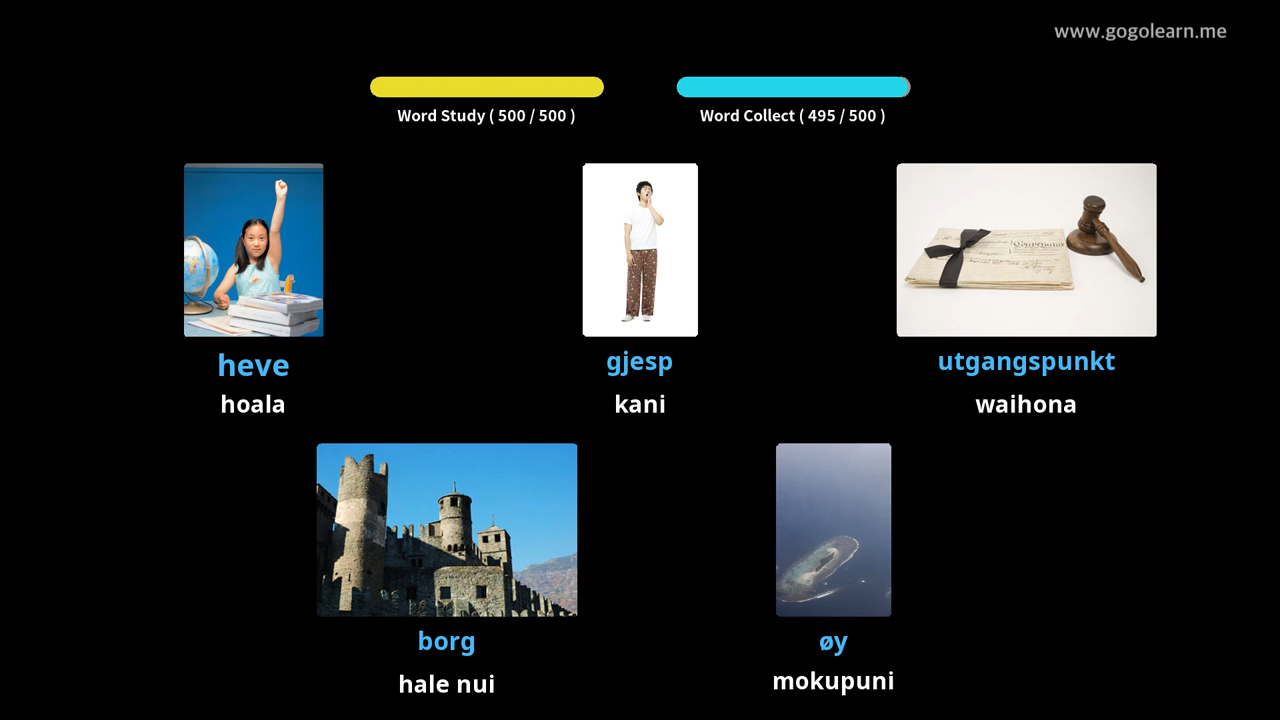 www.gogolearn.me
Word Study ( 500 / 500 )
Word Collect ( 495 / 500 )
heve
hoala
gjesp
kani
utgangspunkt
waihona
borg
hale nui
øy
mokupuni